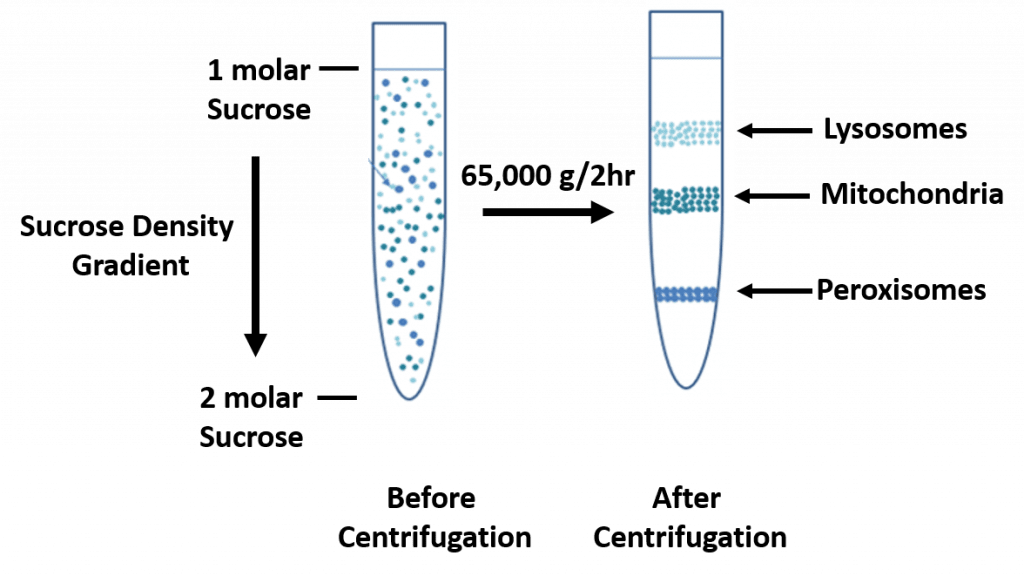 1 molar
Sucrose
Sucrose Density
Gradient
2 molar
Sucrose
65,000 g/2hr
Lysosomes
Mitochondria
Peroxisomes
Before
Centrifugation
After
Centrifugation